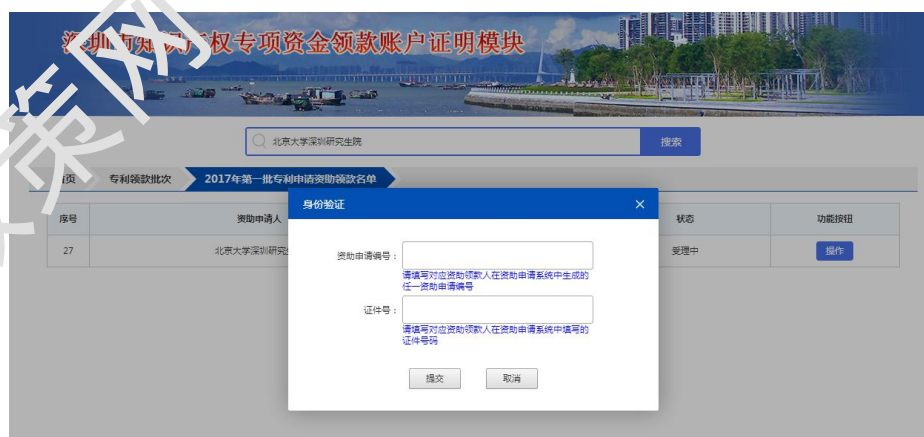 深圳市知识产权专项资金领款账户证明模块
北京大学深圳研究生院
搜索
首页
专利领款批次
2017年第一批专利申请资助领款名单
身份验证
序号
资助申请人
状态
功能按钮
27
北京大学深圳研究生
受理中
操作
资助申请编号：
请填写对应资助领款人在资助申请系统中生成的
任一资助申请编号
证件号：
请填写对应资助领款人在资助申请系统中填写的
证件号码
提交
取消
策网